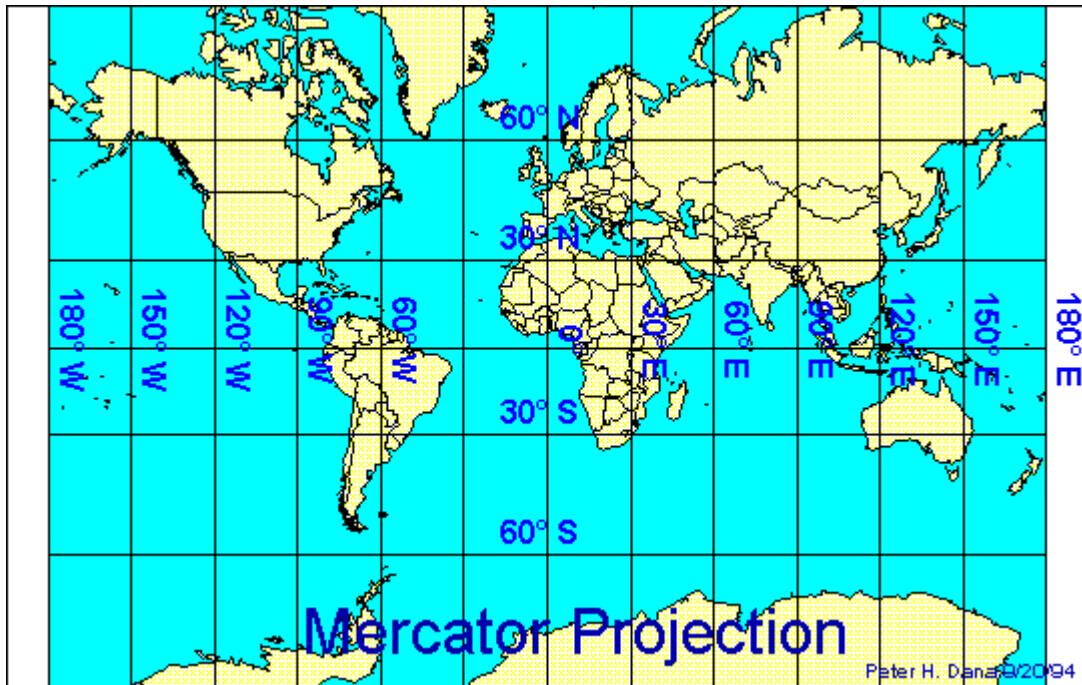 60° N
30° N
180° W
150° W
120° W
90° W
60° W
0°
30° E
60° E
90° E
120° E
150° E
180° E
30° S
60° S
Mercator Projection
Peter H. Dana 9/20/94